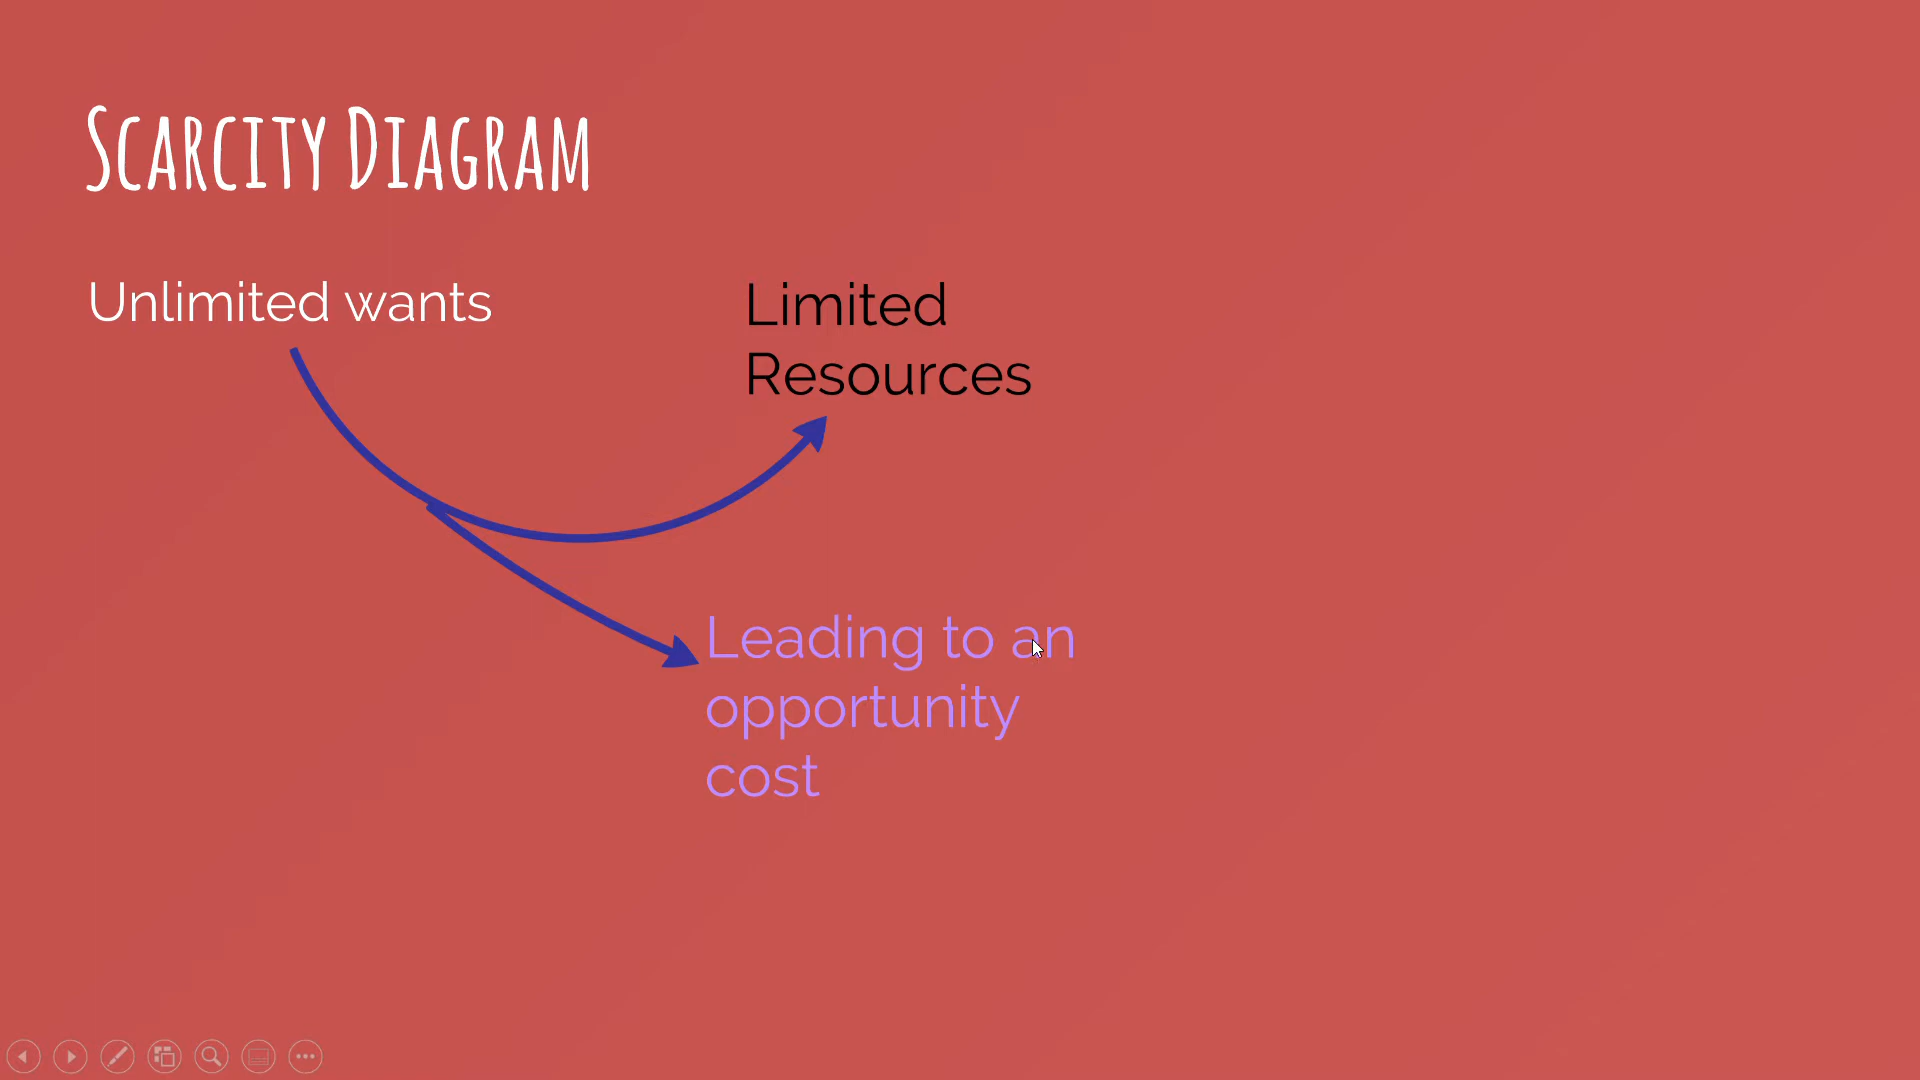 Scarcity Diagram
Unlimited wants
Limited
Resources
Leading to an
opportunity
cost